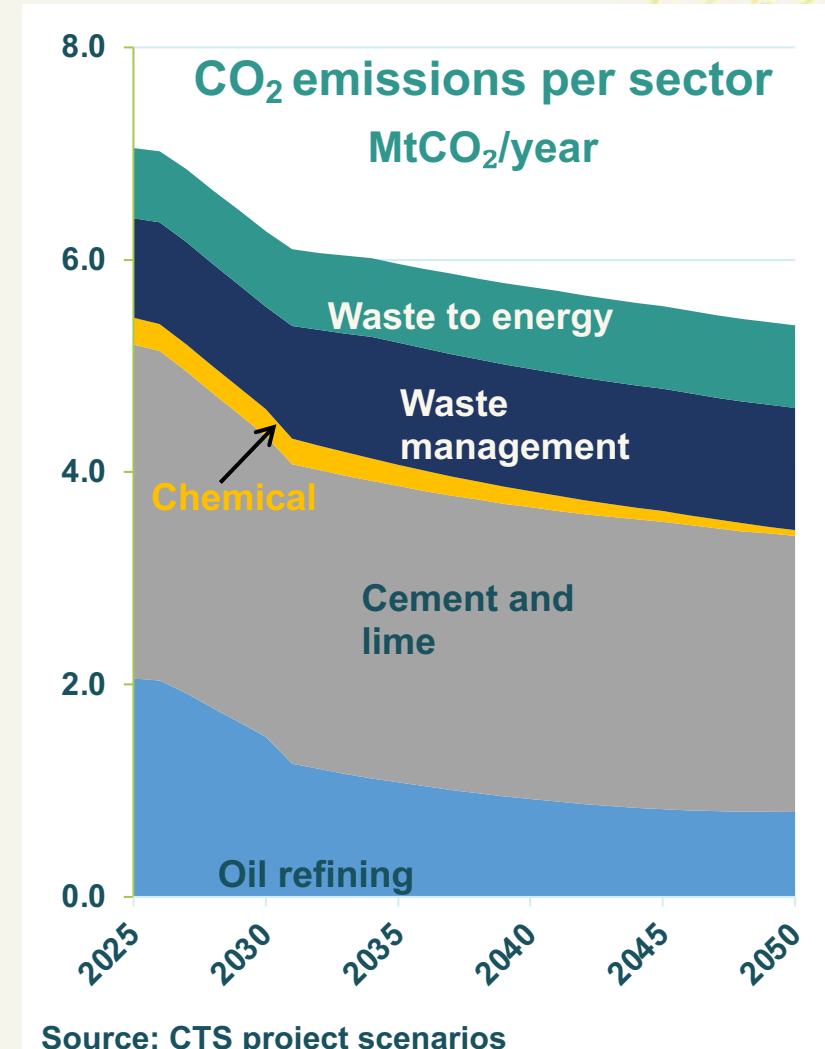 CO₂ emissions per sector
MtCO₂/year
8.0
6.0
4.0
2.0
0.0
Waste to energy
Waste
management
Chemical
Cement and
lime
Oil refining
2025
2030
2035
2040
2045
2050
Source: CTS project scenarios